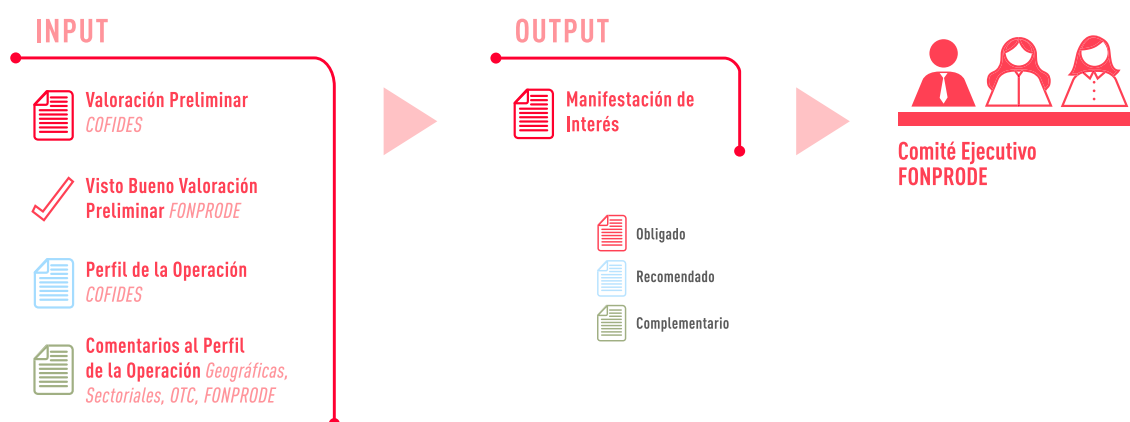 INPUT
Valoración Preliminar
COFIDES
Visto Bueno Valoración
Preliminar FONPRODE
Perfil de la Operación
COFIDES
Comentarios al Perfil
de la Operación Geográficas,
Sectoriales, OTC, FONPRODE
OUTPUT
Manifestación de
Interés
Obligado
Recomendado
Complementario
Comité Ejecutivo
FONPRODE